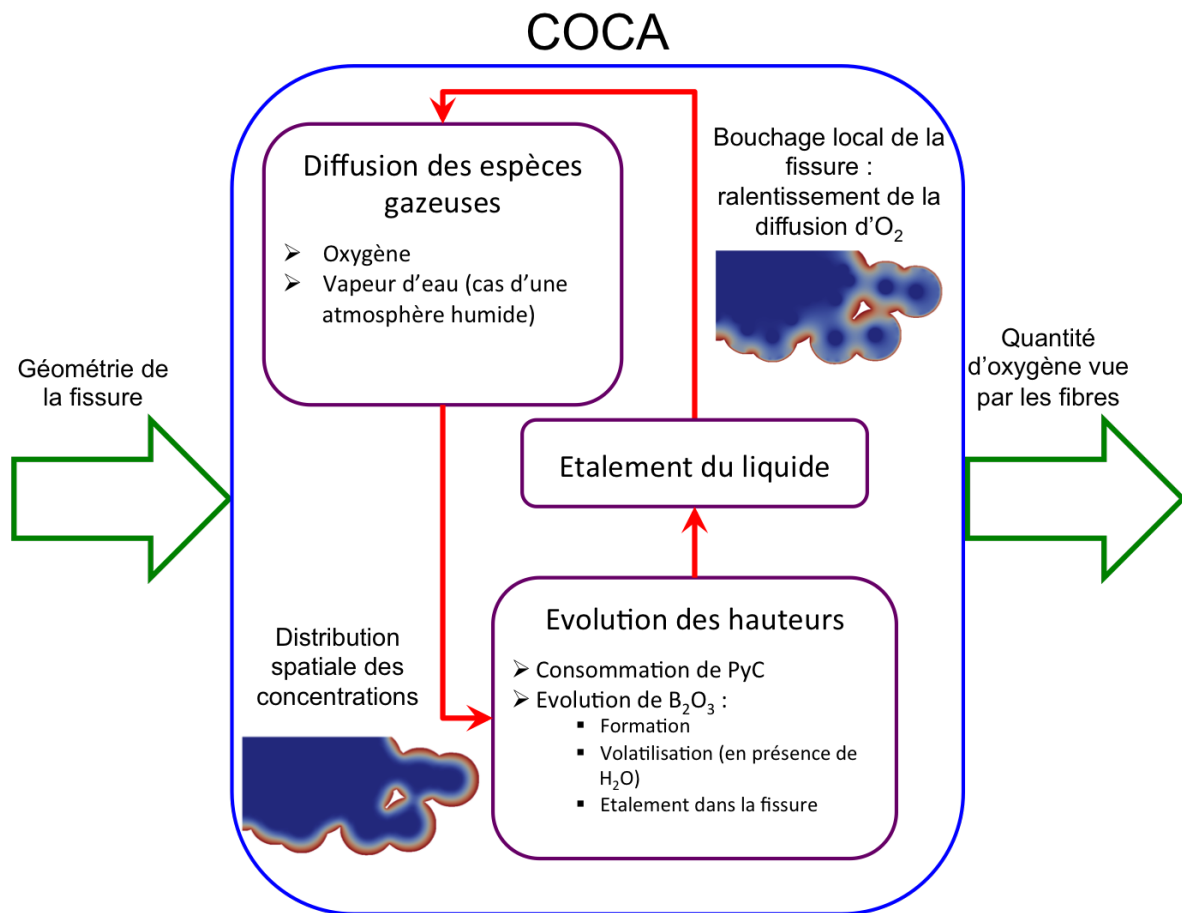 COCA
Diffusion des espèces
gazeuses
➢ Oxygène
➢ Vapeur d’eau (cas d’une
atmosphère humide)
Bouchage local de la
fissure :
ralentissement de la
diffusion d’O₂
Géométrie de
la fissure
Quantité
d’oxygène vue
par les fibres
Etalement du liquide
Distribution
spatiale des
concentrations
Evolution des hauteurs
➢ Consommation de PyC
➢ Evolution de B₂O₃ :
▪ Formation
▪ Volatilisation (en présence de
H₂O)
▪ Etalement dans la fissure